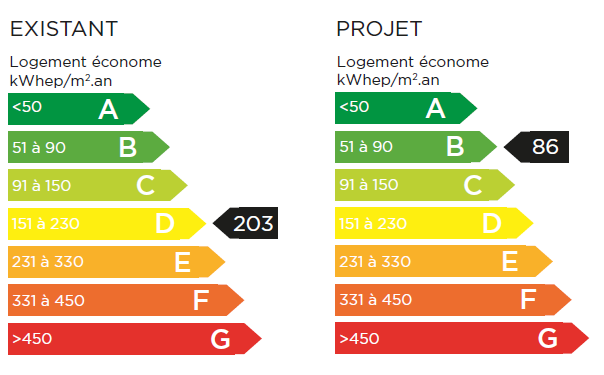 EXISTANT
Logement économe
kWhep/m².an
<50 A
51 à 90 B
91 à 150 C
151 à 230 D 203
231 à 330 E
331 à 450 F
>450 G
PROJET
Logement économe
kWhep/m².an
<50 A
51 à 90 B 86
91 à 150 C
151 à 230 D
231 à 330 E
331 à 450 F
>450 G